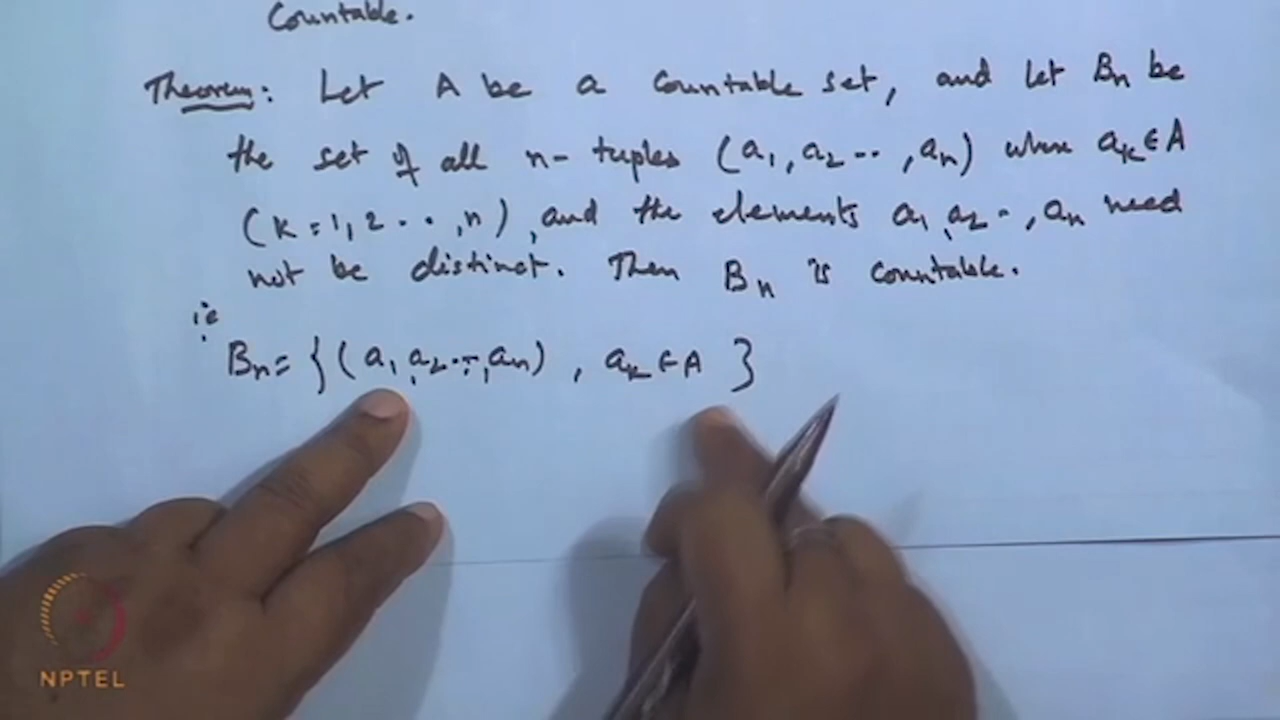 Countable.
Theorem: Let A be a Countable set, and let Bn be
the set of all n-tuples (a1, a2 .. , an) where ak ∈ A
(k = 1, 2 . . , n), and the elements a1, a2 . , an need
not be distinct. Then Bn is Countable.
ie
Bn = { (a1, a2 ..., an) , ak ∈ A }
NPTEL